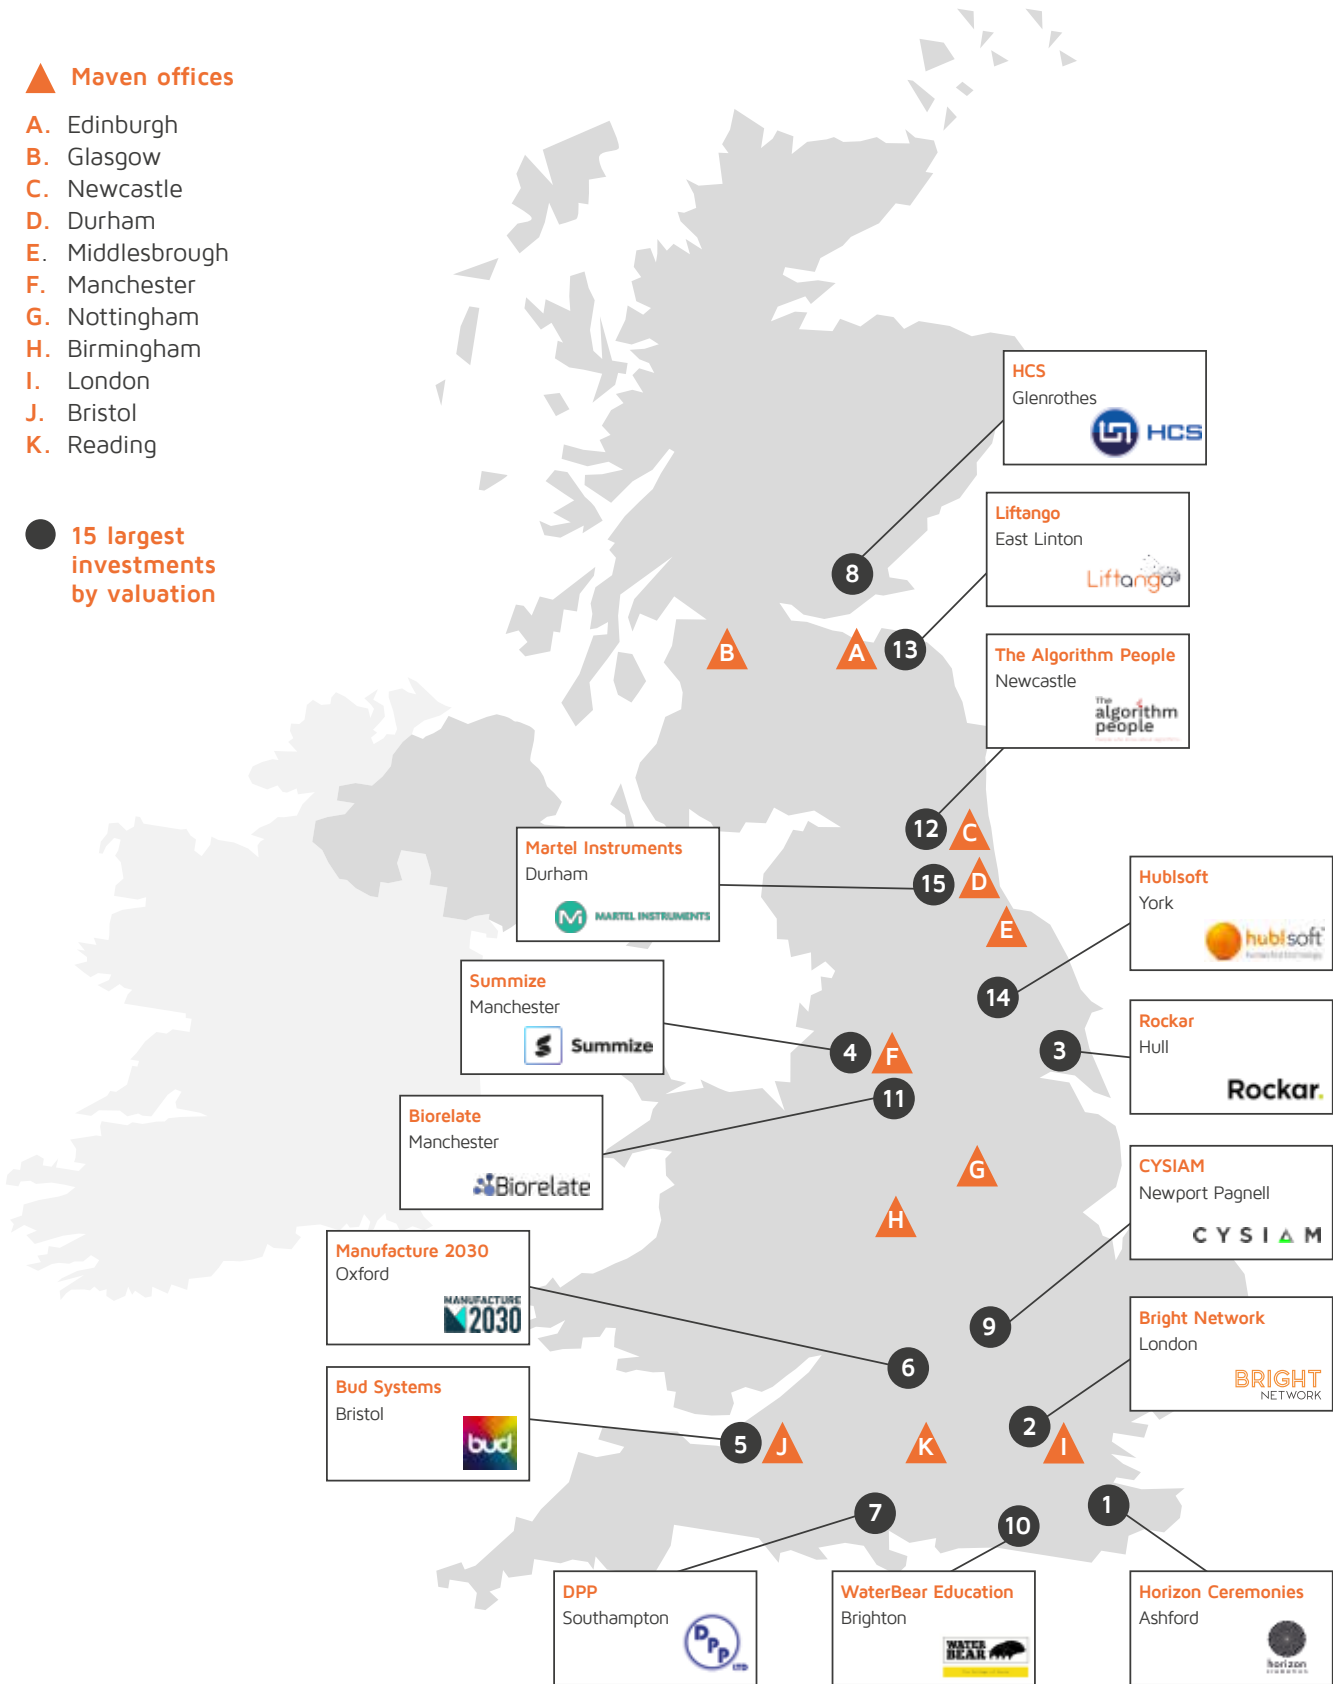 Maven offices
A. Edinburgh
B. Glasgow
C. Newcastle
D. Durham
E. Middlesbrough
F. Manchester
G. Nottingham
H. Birmingham
I. London
J. Bristol
K. Reading
15 largest
investments
by valuation
HCS
Glenrothes
HCS
8
Liftango
East Linton
Liftango
B
A
13
The Algorithm People
Newcastle
The
algorithm
people
12
C
Martel Instruments
Durham
MARTEL INSTRUMENTS
15
D
E
Hublsoft
York
hublsoft
14
Summize
Manchester
Summize
4
F
Rockar
Hull
Rockar.
3
11
Biorelate
Manchester
Biorelate
G
H
CYSIAM
Newport Pagnell
CYSIAM
9
Manufacture 2030
Oxford
MANUFACTURE
2030
6
Bright Network
London
BRIGHT
NETWORK
2
Bud Systems
Bristol
bud
5
J
K
I
7
10
1
DPP
Southampton
DPP
LTD
WaterBear Education
Brighton
WATER
BEAR
Horizon Ceremonies
Ashford
horizon